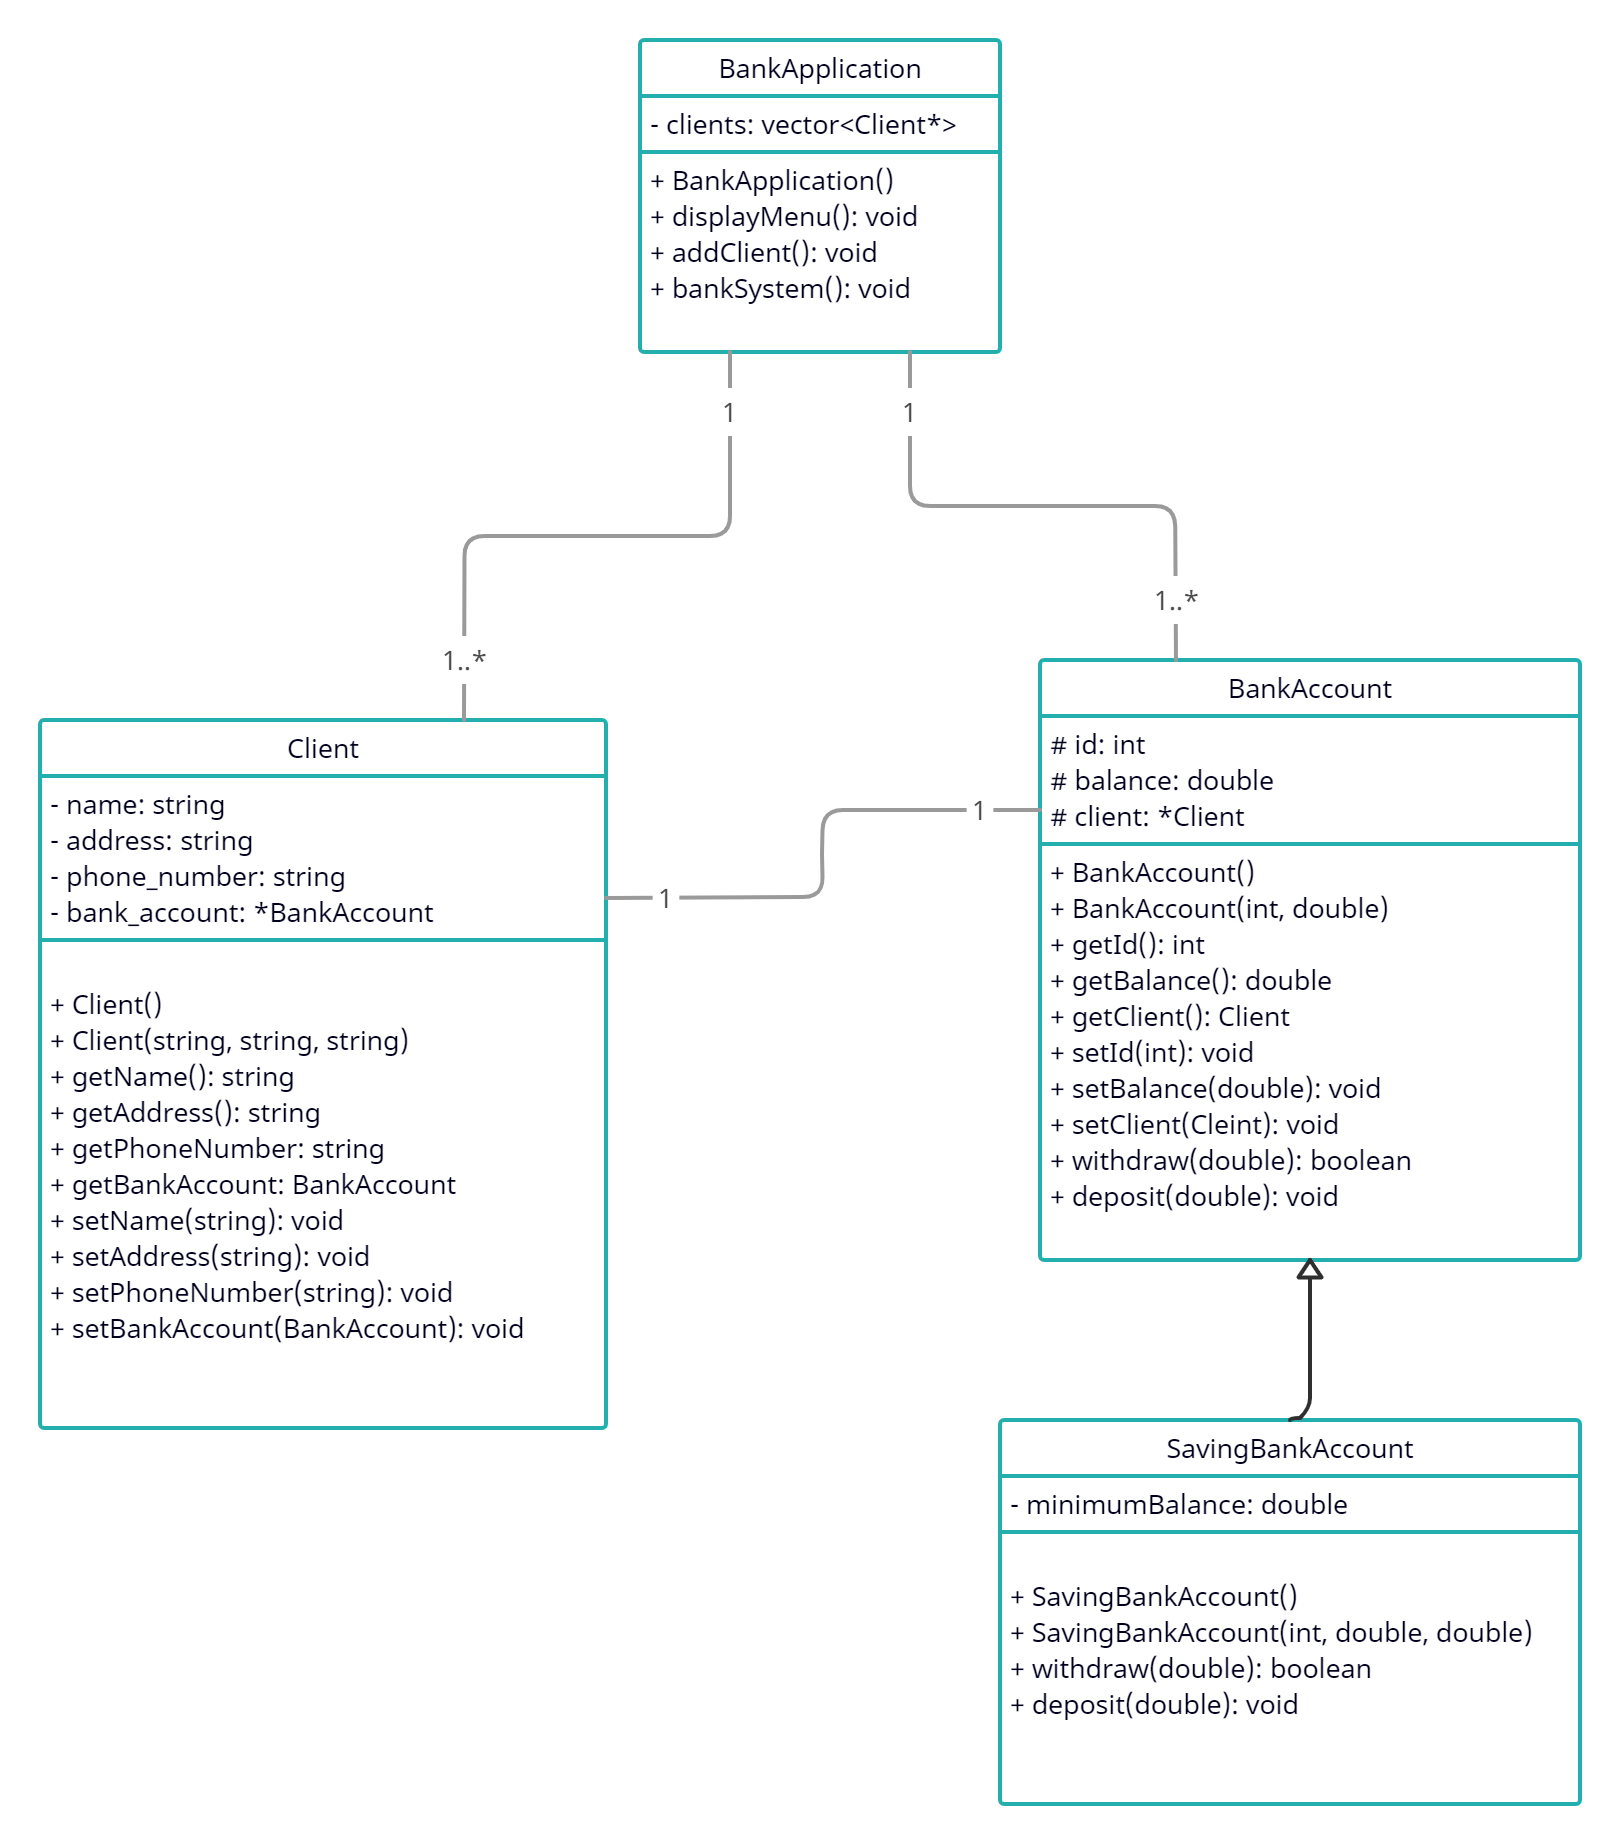 BankApplication
- clients: vector<Client*>
+ BankApplication()
+ displayMenu(): void
+ addClient(): void
+ bankSystem(): void
1
1
1..*
1..*
Client
- name: string
- address: string
- phone_number: string
- bank_account: *BankAccount
+ Client()
+ Client(string, string, string)
+ getName(): string
+ getAddress(): string
+ getPhoneNumber: string
+ getBankAccount: BankAccount
+ setName(string): void
+ setAddress(string): void
+ setPhoneNumber(string): void
+ setBankAccount(BankAccount): void
1
1
BankAccount
# id: int
# balance: double
# client: *Client
+ BankAccount()
+ BankAccount(int, double)
+ getId(): int
+ getBalance(): double
+ getClient(): Client
+ setId(int): void
+ setBalance(double): void
+ setClient(Cleint): void
+ withdraw(double): boolean
+ deposit(double): void
SavingBankAccount
- minimumBalance: double
+ SavingBankAccount()
+ SavingBankAccount(int, double, double)
+ withdraw(double): boolean
+ deposit(double): void